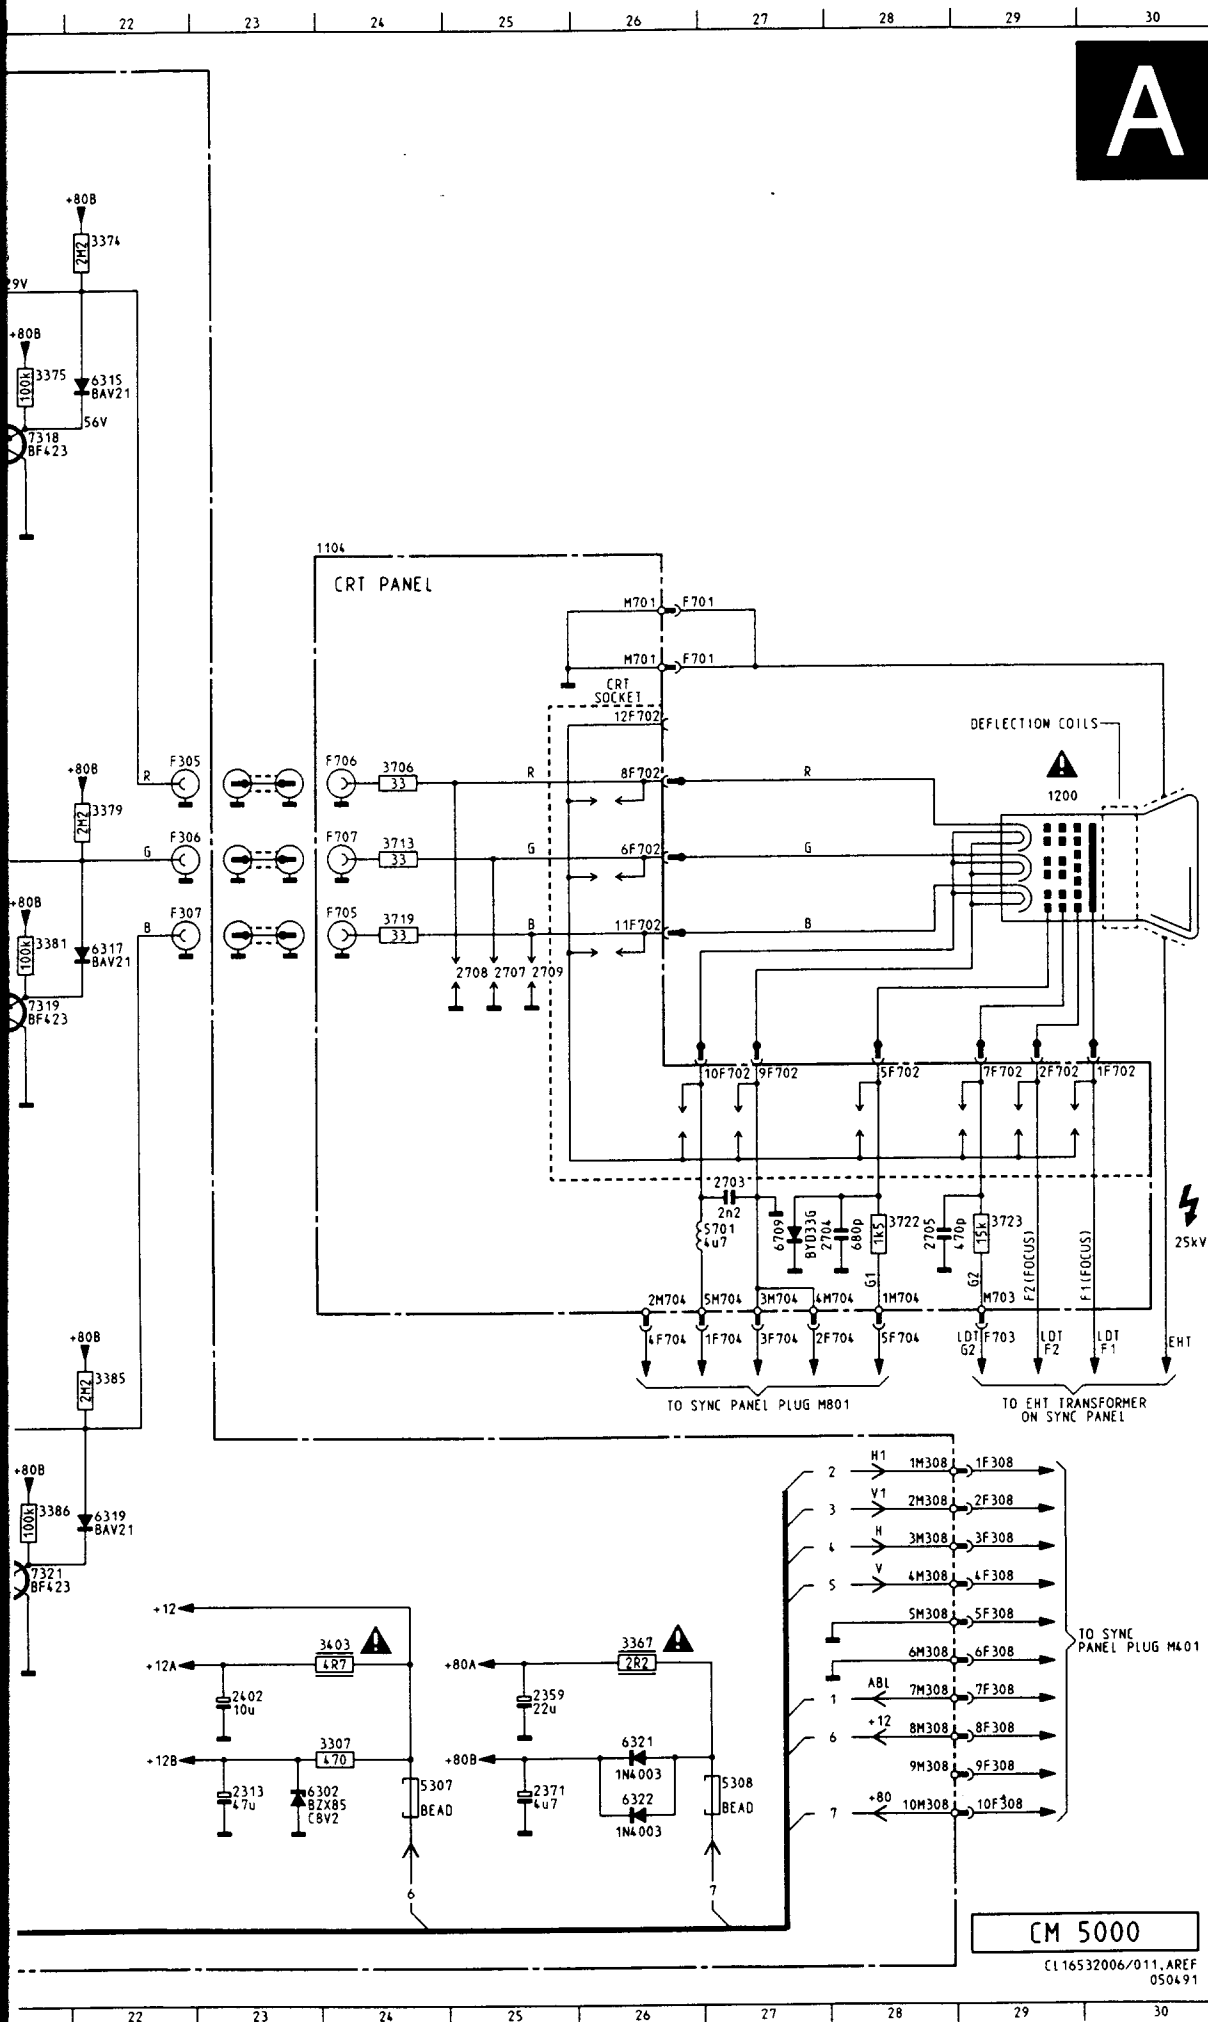 22 23 24 25 26 27 28 29 30
A
+80B
3374
2M2
29V
+80B
3375
100k
6315
BAV21
56V
7318
BF423
1104
CRT PANEL
M701 F701
M701 F701
CRT
SOCKET
12F702
DEFLECTION COILS
1200
+80B
3379
2M2
R F305 F706 3706 33 R 8F702 R
G F306 F707 3713 33 G 6F702 G
B F307 F705 3719 33 B 11F702 B
+80B
3381
100k
6317
BAV21
7319
BF423
2708 2707 2709
10F702 9F702 5F702 7F702 2F702 1F702
2703
2n2
5701
4u7
6709
BYD33G
2704
680p
3722
1k5
2705
470p
3723
15k
G1
G2
F2(FOCUS)
F1(FOCUS)
25kV
2M704 5M704 3M704 4M704 1M704 M703
4F704 1F704 3F704 2F704 5F704
LDT F703
G2
LDT
F2
LDT
F1
EHT
TO SYNC PANEL PLUG M801
TO EHT TRANSFORMER
ON SYNC PANEL
+80B
3385
2M2
+80B
3386
100k
6319
BAV21
7321
BF423
2 H1 1M308 1F308
3 V1 2M308 2F308
4 H 3M308 3F308
5 V 4M308 4F308
5M308 5F308
6M308 6F308
1 ABL 7M308 7F308
6 +12 8M308 8F308
9M308 9F308
7 +80 10M308 10F308
TO SYNC
PANEL PLUG M401
+12
+12A
3403
4R7
2402
10u
+12B
3307
470
2313
47u
6302
BZX85
C8V2
5307
BEAD
6
+80A
3367
2R2
2359
22u
+80B
6321
1N4003
2371
4u7
6322
1N4003
5308
BEAD
7
CM 5000
CL16532006/011.AREF
050491
22 23 24 25 26 27 28 29 30